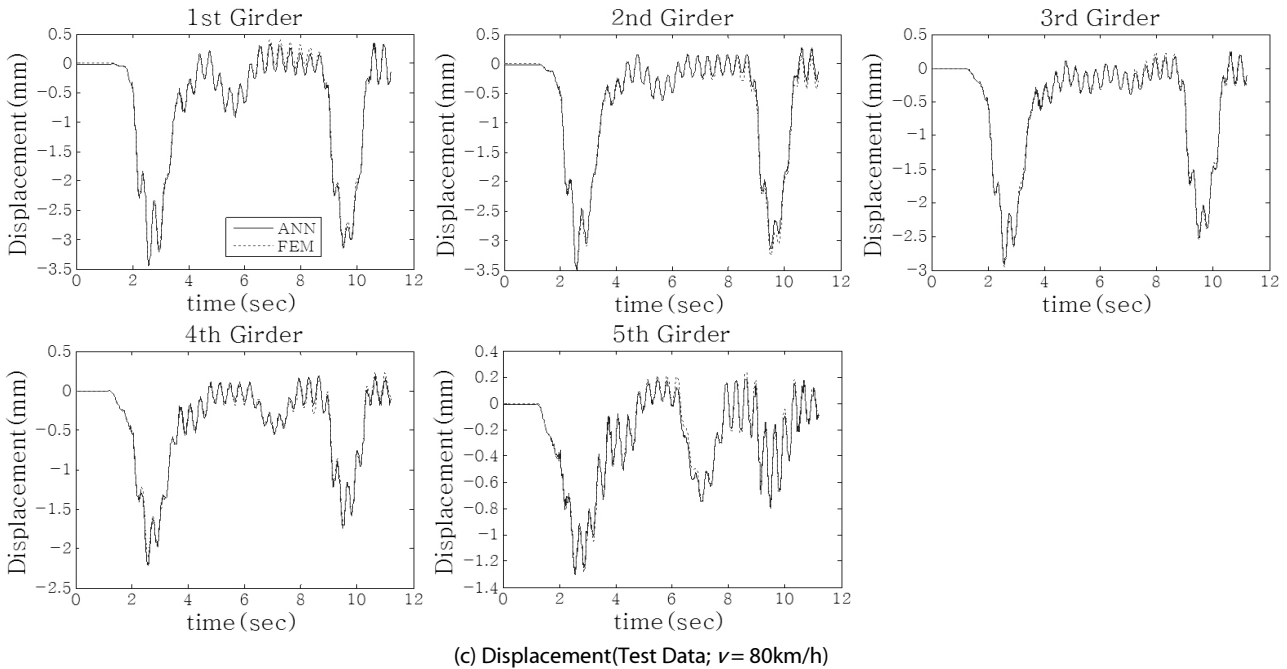 1st Girder
0.5
0
−0.5
−1
−1.5
−2
−2.5
−3
−3.5
Displacement(mm)
ANN
FEM
0 2 4 6 8 10 12
time(sec)
2nd Girder
0.5
0
−0.5
−1
−1.5
−2
−2.5
−3
−3.5
Displacement(mm)
0 2 4 6 8 10 12
time(sec)
3rd Girder
0.5
0
−0.5
−1
−1.5
−2
−2.5
−3
Displacement(mm)
0 2 4 6 8 10 12
time(sec)
4th Girder
0.5
0
−0.5
−1
−1.5
−2
−2.5
Displacement(mm)
0 2 4 6 8 10 12
time(sec)
5th Girder
0.4
0.2
0
−0.2
−0.4
−0.6
−0.8
−1
−1.2
−1.4
Displacement(mm)
0 2 4 6 8 10 12
time(sec)
(c) Displacement(Test Data; v = 80km/h)